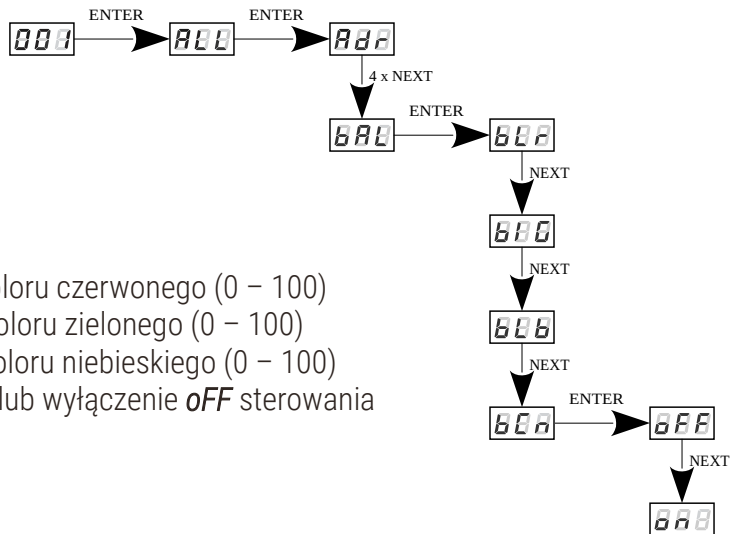 001 ENTER ALL ENTER Adr
4 x NEXT
bAL ENTER bLr
NEXT
bLG
NEXT
loru czerwonego (0 – 100)
oloru zielonego (0 – 100)
bLb
oloru niebieskiego (0 – 100)
NEXT
lub wyłączenie oFF sterowania
bCn ENTER oFF
NEXT
on